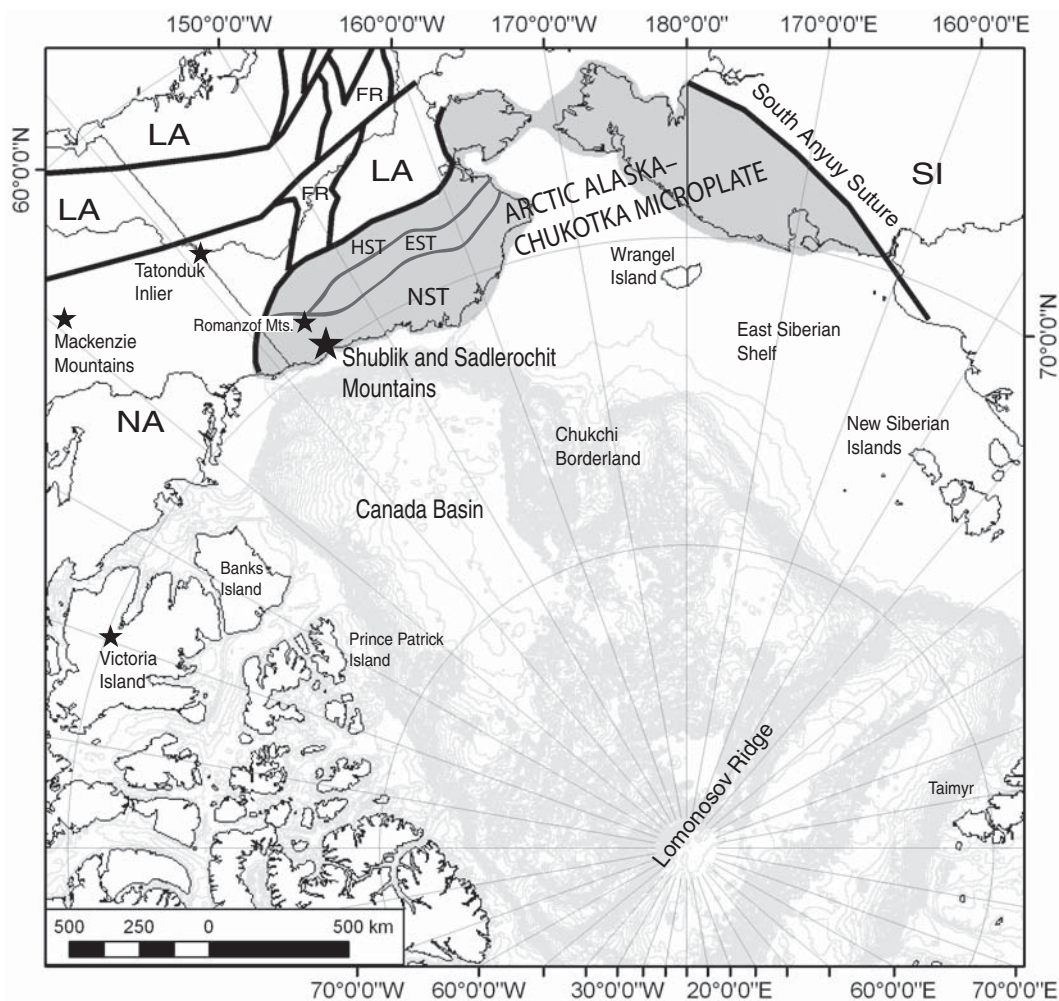 150°0'0"W
160°0'0"W
170°0'0"W
180°0'0"
170°0'0"E
160°0'0"E
60°0'0"N
70°0'0"N
FR
LA
LA
LA
FR
South Anyuy Suture
SI
ARCTIC ALASKA–
CHUKOTKA MICROPLATE
HST
EST
NST
Wrangel
Island
Tatonduk
Inlier
Romanzof Mts.
Mackenzie
Mountains
Shublik and Sadlerochit
Mountains
East Siberian
Shelf
NA
Chukchi
Borderland
New Siberian
Islands
Canada Basin
Banks
Island
Prince Patrick
Island
Victoria
Island
Lomonosov Ridge
Taimyr
500 250 0 500 km
70°0'0"W
60°0'0"W
30°0'0"W
0°0'0"
20°0'0"E
60°0'0"E
70°0'0"E